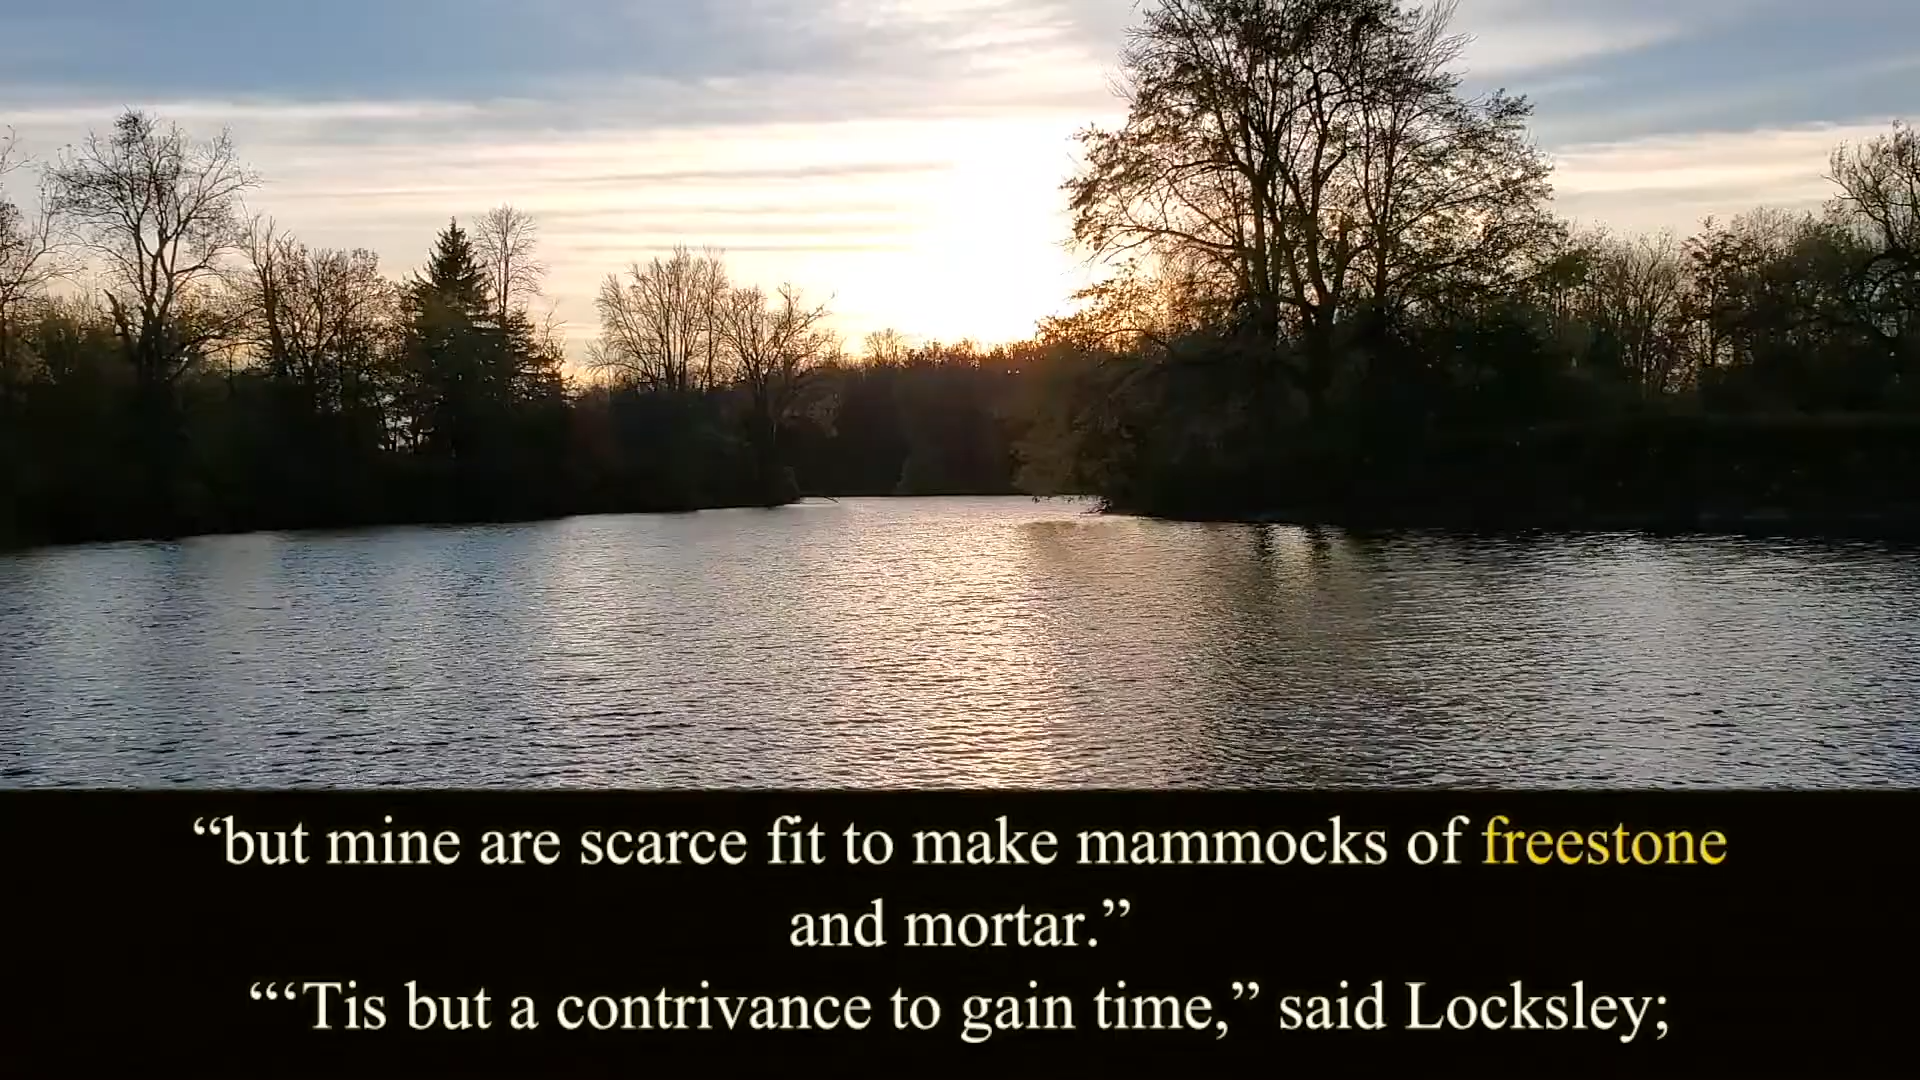 “but mine are scarce fit to make mammocks of freestone
and mortar.”
“‘Tis but a contrivance to gain time,” said Locksley;